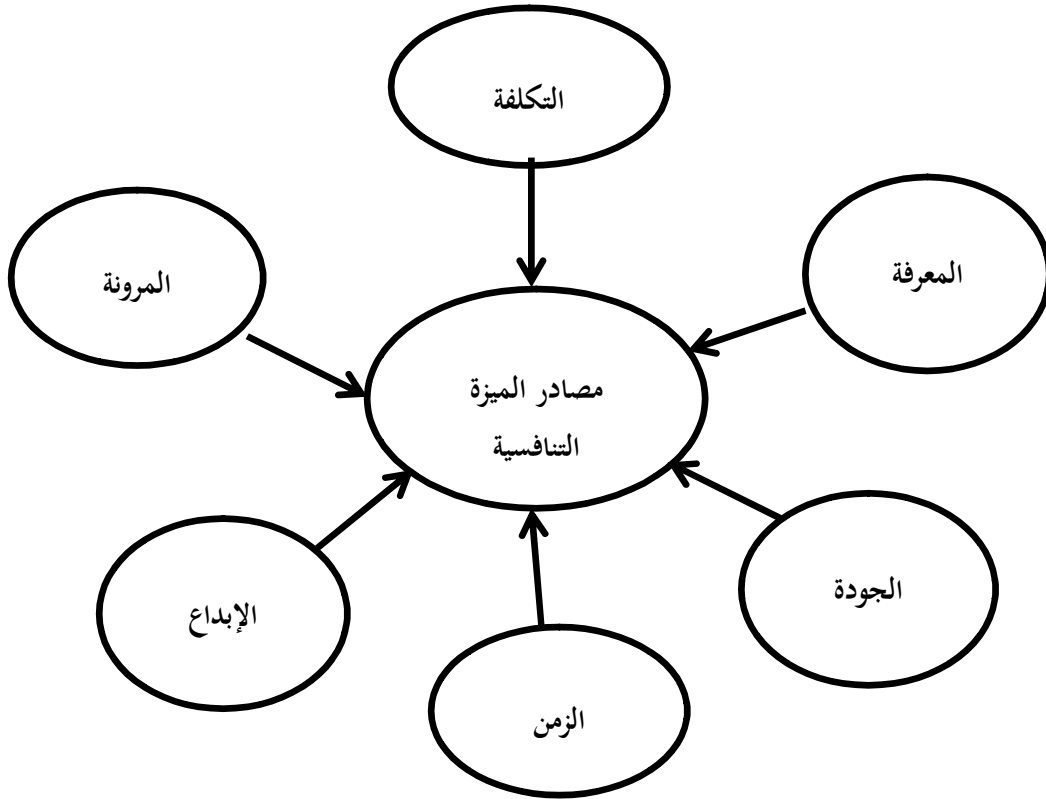 التكلفة
المعرفة
المرونة
مصادر الميزة
التنافسية
الجودة
الإبداع
الزمن